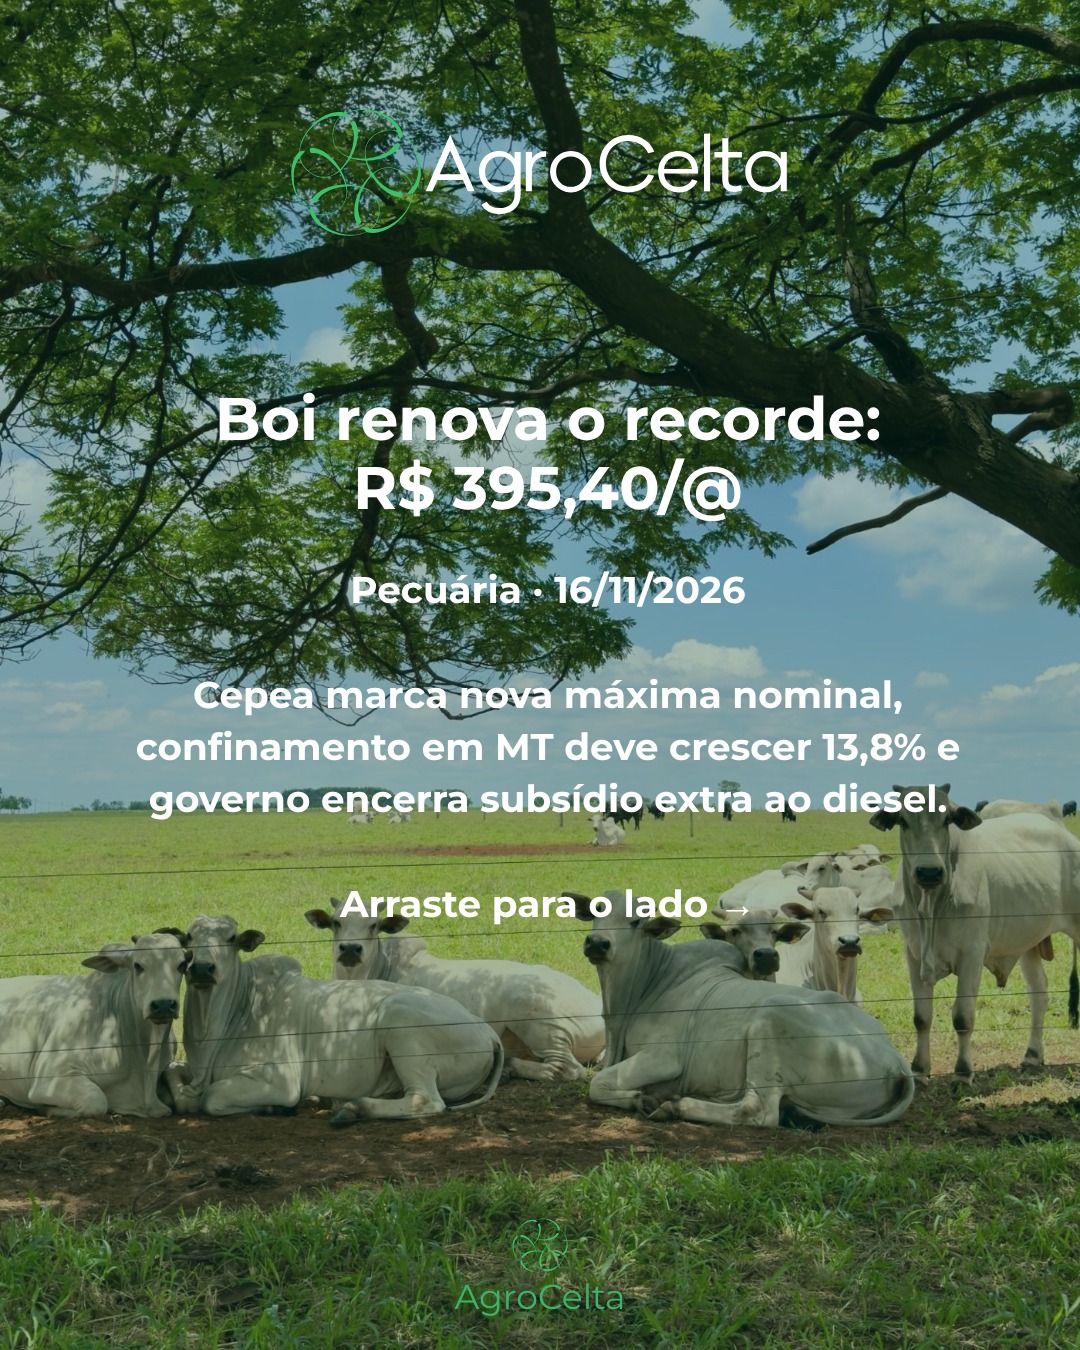 AgroCelta
Boi renova o recorde:
R$ 395,40/@
Pecuária · 16/11/2026
Cepea marca nova máxima nominal,
confinamento em MT deve crescer 13,8% e
governo encerra subsídio extra ao diesel.
Arraste para o lado →
AgroCelta